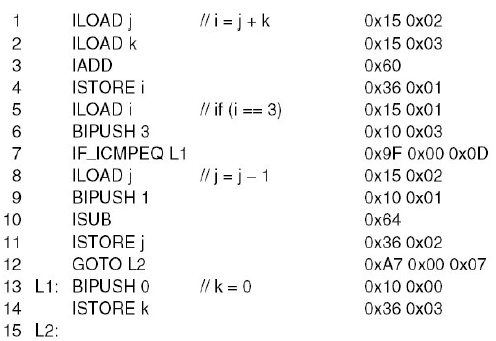 1 ILOAD j // i = j + k 0x15 0x02
2 ILOAD k 0x15 0x03
3 IADD 0x60
4 ISTORE i 0x36 0x01
5 ILOAD i // if (i == 3) 0x15 0x01
6 BIPUSH 3 0x10 0x03
7 IF_ICMPEQ L1 0x9F 0x00 0x0D
8 ILOAD j // j = j – 1 0x15 0x02
9 BIPUSH 1 0x10 0x01
10 ISUB 0x64
11 ISTORE j 0x36 0x02
12 GOTO L2 0xA7 0x00 0x07
13 L1: BIPUSH 0 // k = 0 0x10 0x00
14 ISTORE k 0x36 0x03
15 L2: